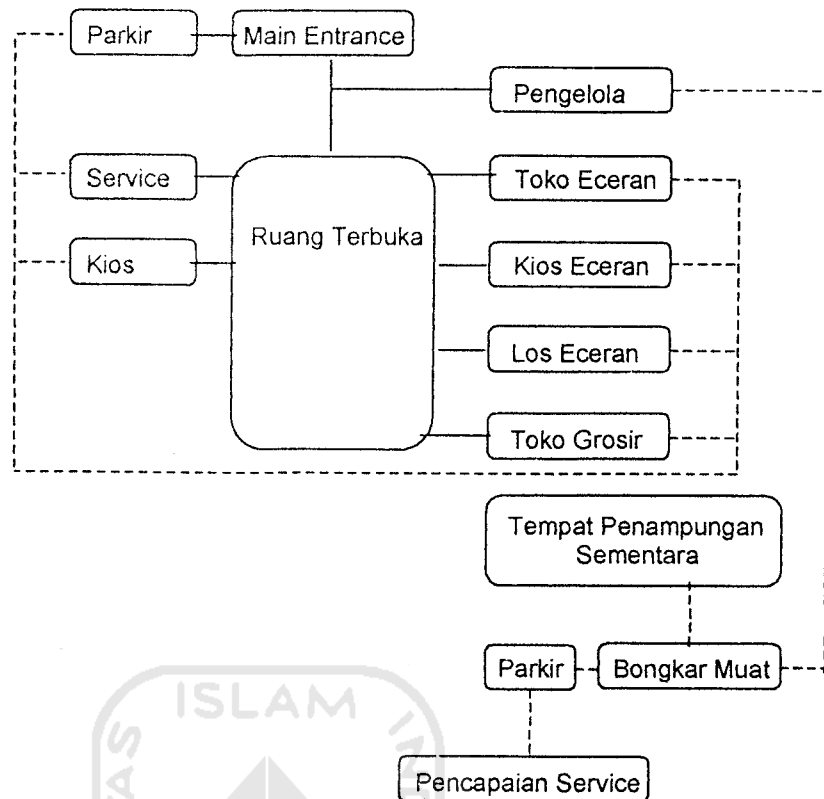 Parkir
Main Entrance
Pengelola
Service
Toko Eceran
Ruang Terbuka
Kios
Kios Eceran
Los Eceran
Toko Grosir
Tempat Penampungan
Sementara
Parkir
Bongkar Muat
Pencapaian Service
ISLAM